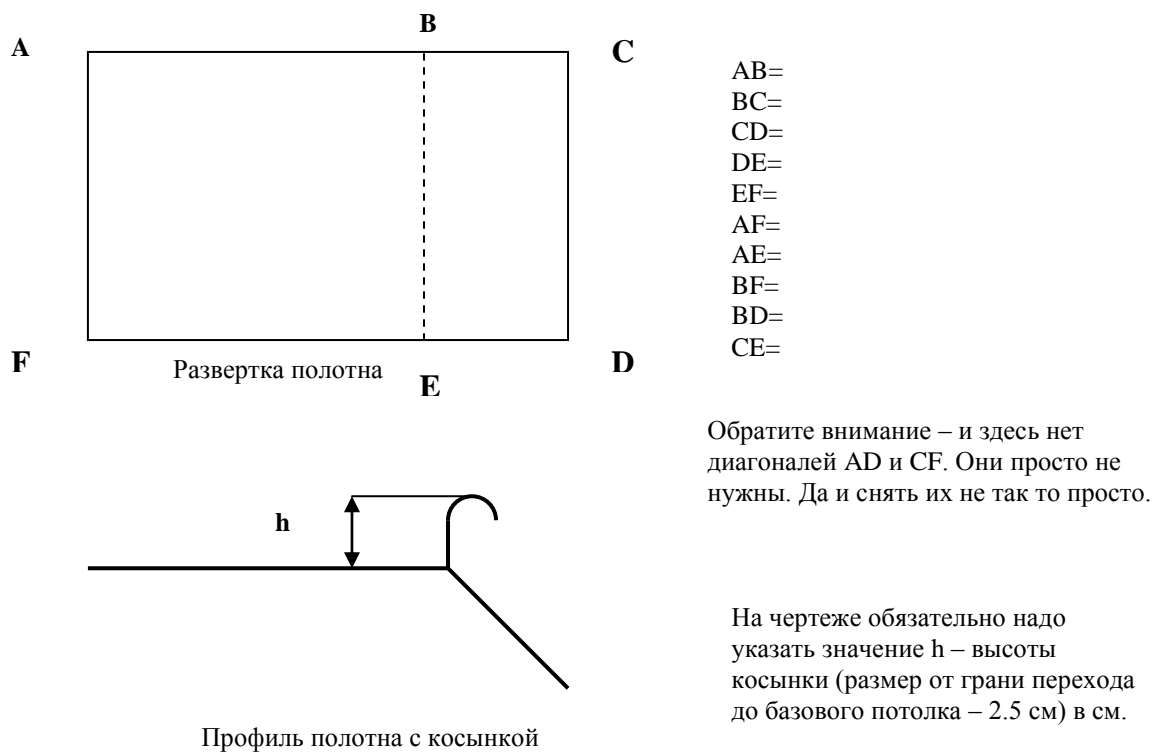 B
A
C
AB=
BC=
CD=
DE=
EF=
AF=
AE=
BF=
BD=
CE=
F
Развертка полотна
E
D
Обратите внимание – и здесь нет
диагоналей AD и CF. Они просто не
нужны. Да и снять их не так то просто.
h
На чертеже обязательно надо
указать значение h – высоты
косынки (размер от грани перехода
до базового потолка – 2.5 см) в см.
Профиль полотна с косынкой